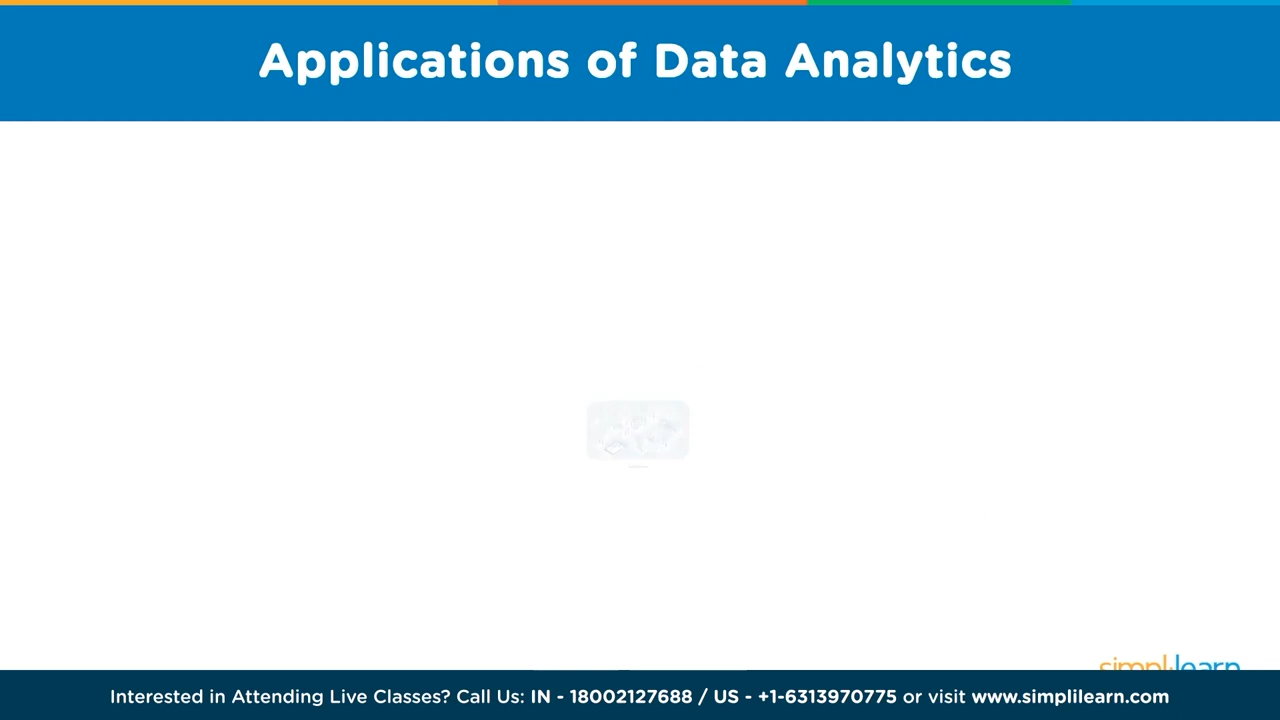 Applications of Data Analytics
simplilearn
Interested in Attending Live Classes? Call Us: IN - 18002127688 / US - +1-6313970775 or visit www.simplilearn.com